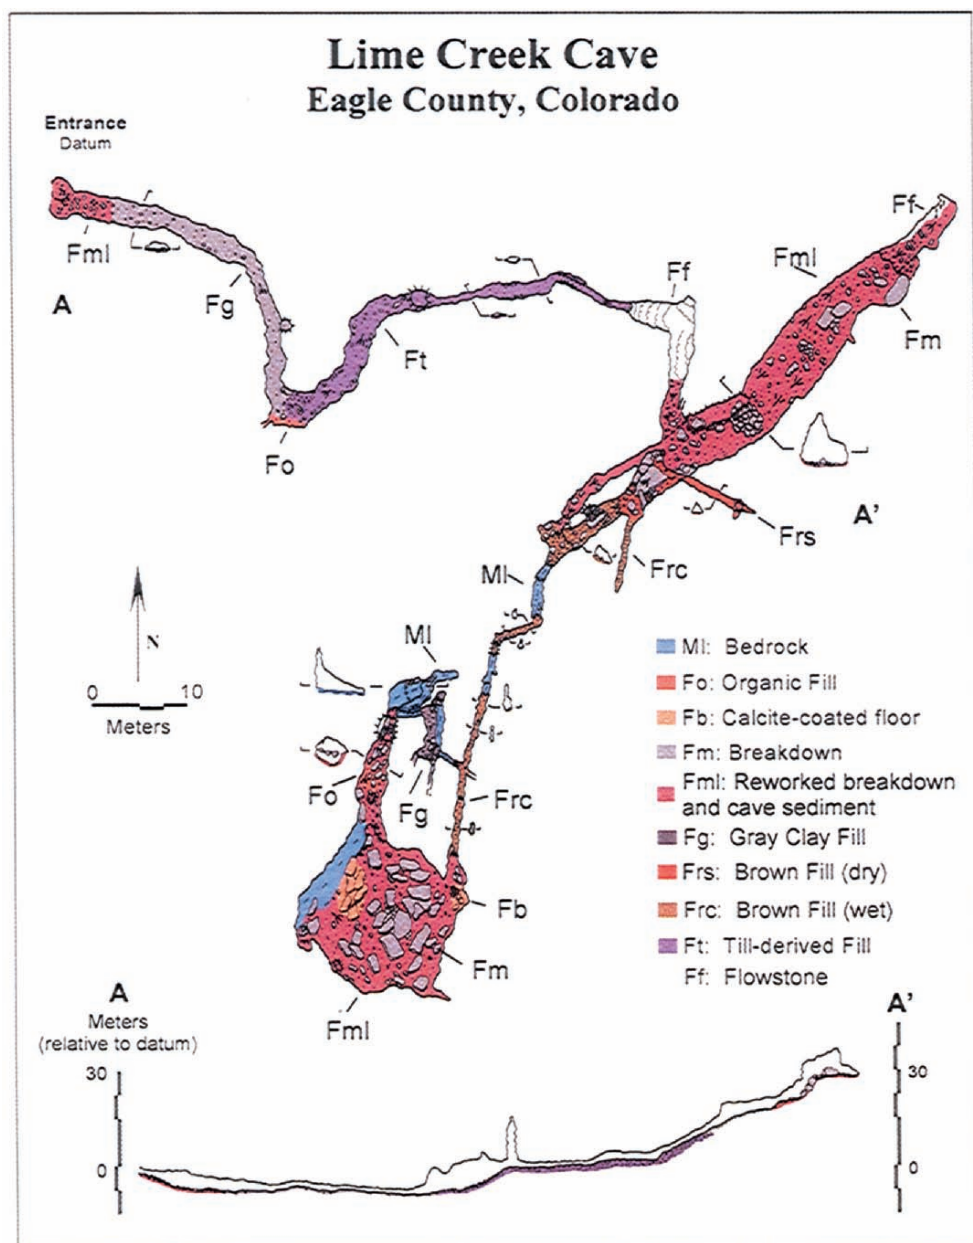 Lime Creek Cave
Eagle County, Colorado
Entrance
Datum
Fml
A
Fg
Ft
Fo
Ff
Fml
Ff
Fm
A'
Frs
Frc
Ml
Ml
N
0 10
Meters
Fo
Fg
Frc
Fb
Fm
Fml
Ml: Bedrock
Fo: Organic Fill
Fb: Calcite-coated floor
Fm: Breakdown
Fml: Reworked breakdown
and cave sediment
Fg: Gray Clay Fill
Frs: Brown Fill (dry)
Frc: Brown Fill (wet)
Ft: Till-derived Fill
Ff: Flowstone
A
Meters
(relative to datum)
30
0
A'
30
0